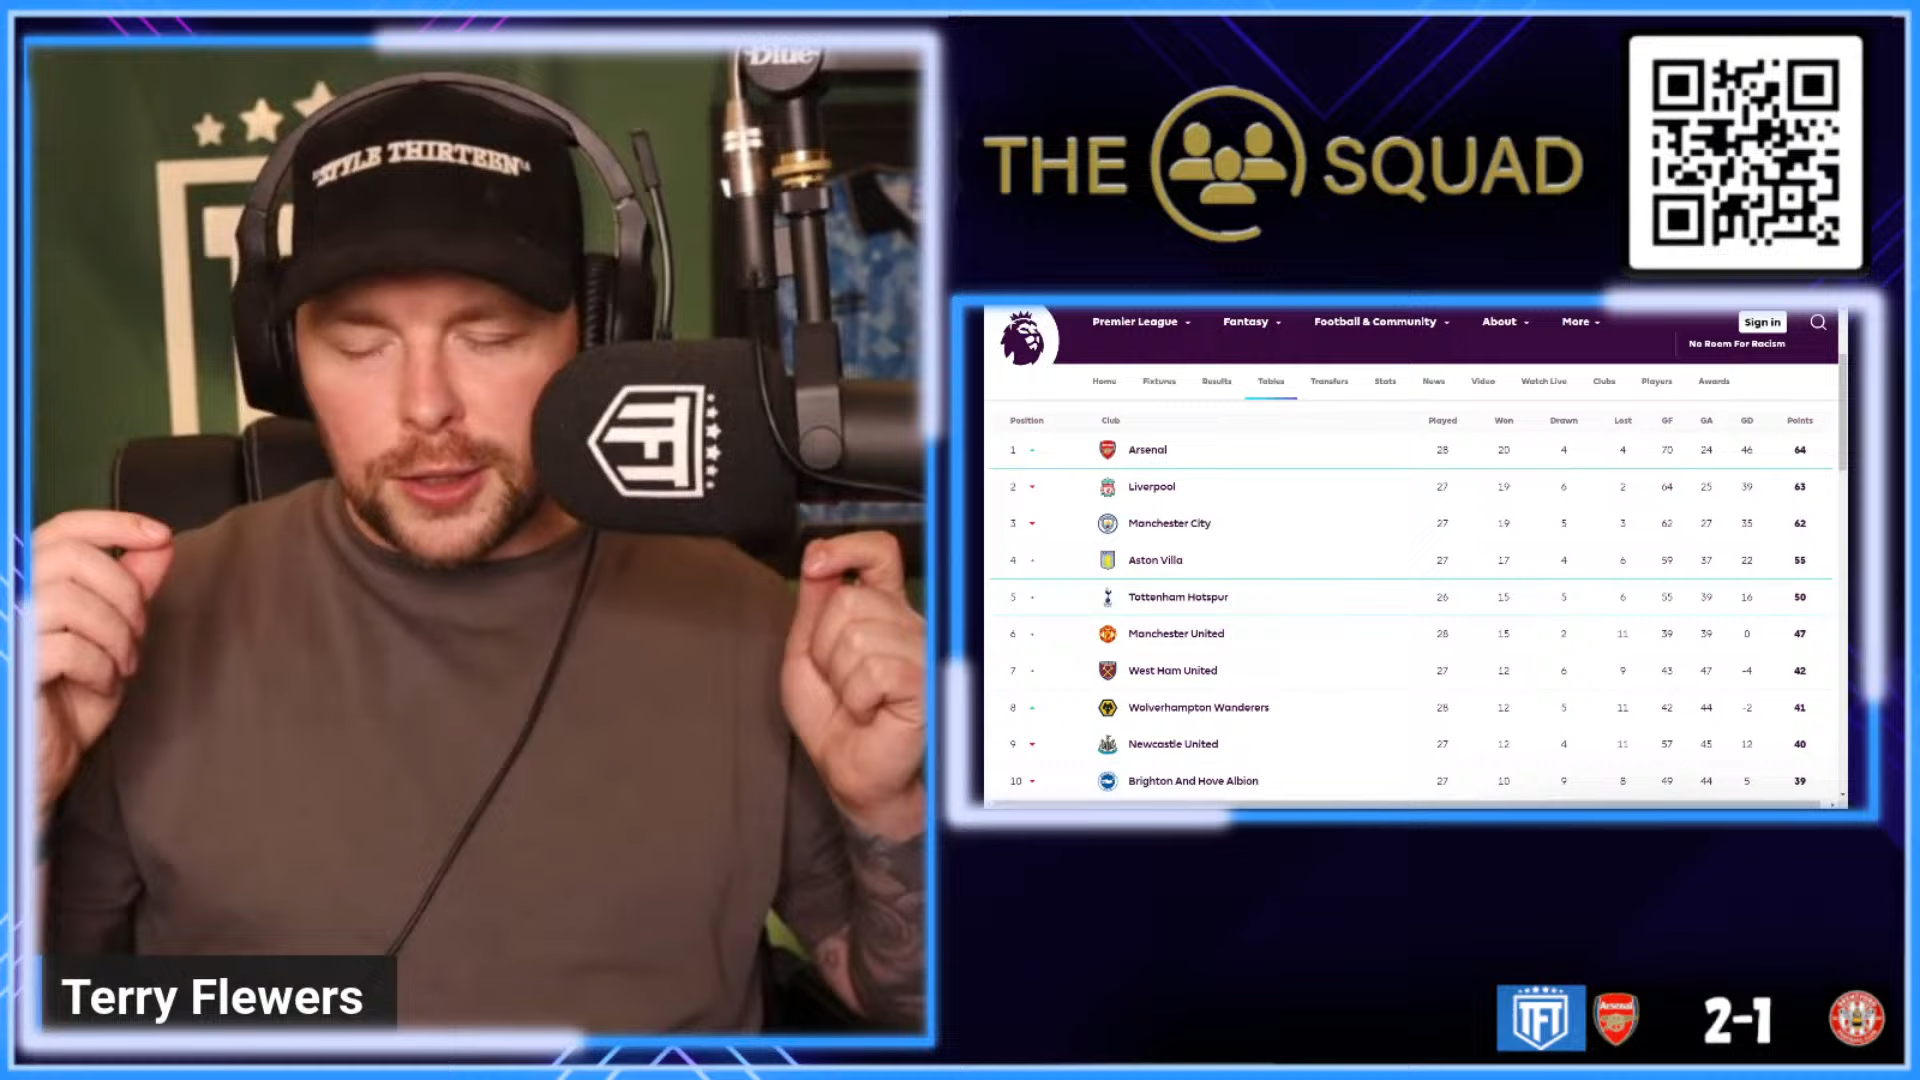 Blue
"STYLE THIRTEEN"
TFT
Terry Flewers
THE SQUAD
Premier League Fantasy Football & Community About More Sign in
No Room For Racism
Home Fixtures Results Tables Transfers Stats News Video Watch Live Clubs Players Awards
Position Club Played Won Drawn Lost GF GA GD Points
1 Arsenal 28 20 4 4 70 24 46 64
2 Liverpool 27 19 6 2 64 25 39 63
3 Manchester City 27 19 5 3 62 27 35 62
4 Aston Villa 27 17 4 6 59 37 22 55
5 Tottenham Hotspur 26 15 5 6 55 39 16 50
6 Manchester United 28 15 2 11 39 39 0 47
7 West Ham United 27 12 6 9 43 47 -4 42
8 Wolverhampton Wanderers 28 12 5 11 42 44 -2 41
9 Newcastle United 27 12 4 11 57 45 12 40
10 Brighton And Hove Albion 27 10 9 8 49 44 5 39
TFT Arsenal 2-1